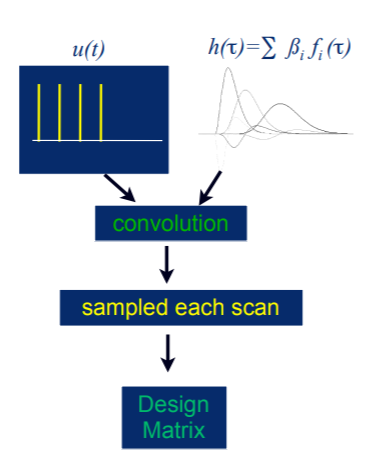 u(t)
h(τ)=∑ βᵢ fᵢ (τ)
convolution
sampled each scan
Design
Matrix